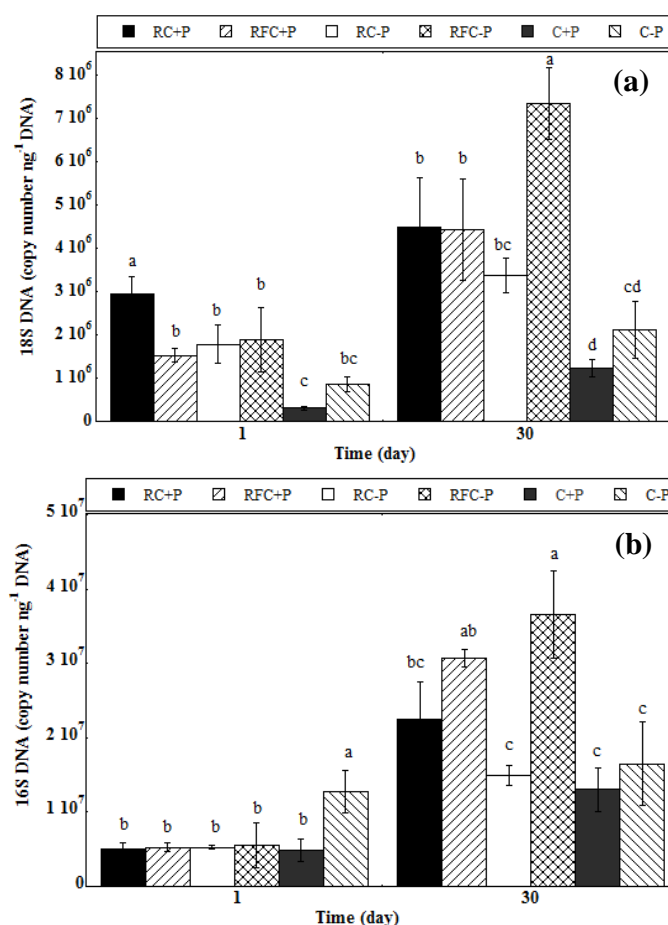 RC+P RFC+P RC-P RFC-P C+P C-P
(a)
18S DNA (copy number ng⁻¹ DNA)
8 10⁶
7 10⁶
6 10⁶
5 10⁶
4 10⁶
3 10⁶
2 10⁶
1 10⁶
0
a b b b c bc
b b bc a d cd
1 30
Time (day)
RC+P RFC+P RC-P RFC-P C+P C-P
(b)
16S DNA (copy number ng⁻¹ DNA)
5 10⁷
4 10⁷
3 10⁷
2 10⁷
1 10⁷
0
b b b b b a
bc ab c a c c
1 30
Time (day)